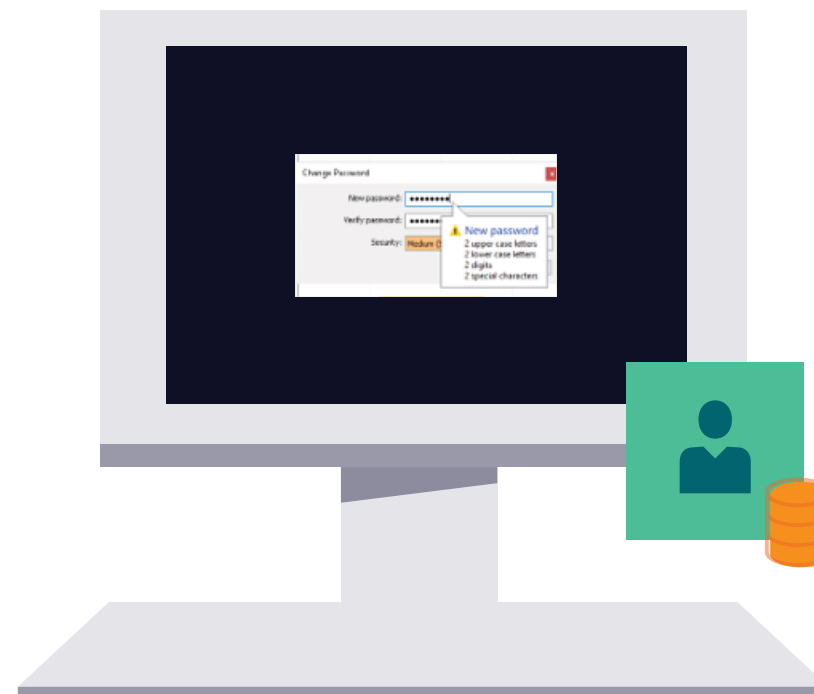 Change Password
New password:
Verify password:
Security: Medium
New password
2 upper case letters
2 lower case letters
2 digits
2 special characters